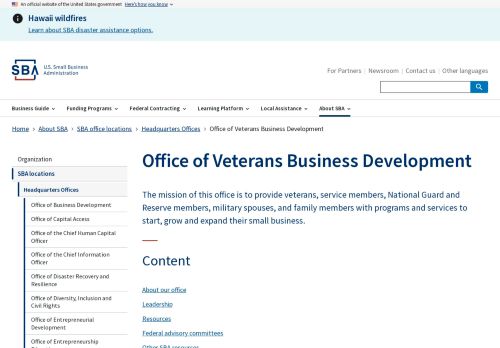 An official website of the United States government Here's how you know
Hawaii wildfires
Learn about SBA disaster assistance options.
SBA U.S. Small Business
Administration
For Partners Newsroom Contact us Other languages
Business Guide Funding Programs Federal Contracting Learning Platform Local Assistance About SBA
Home › About SBA › SBA office locations › Headquarters Offices › Office of Veterans Business Development
Organization
SBA locations
Headquarters Offices
Office of Business Development
Office of Capital Access
Office of the Chief Human Capital
Officer
Office of the Chief Information
Officer
Office of Disaster Recovery and
Resilience
Office of Diversity, Inclusion and
Civil Rights
Office of Entrepreneurial
Development
Office of Entrepreneurship
Office of Veterans Business Development
The mission of this office is to provide veterans, service members, National Guard and
Reserve members, military spouses, and family members with programs and services to
start, grow and expand their small business.
Content
About our office
Leadership
Resources
Federal advisory committees
Other SBA resources